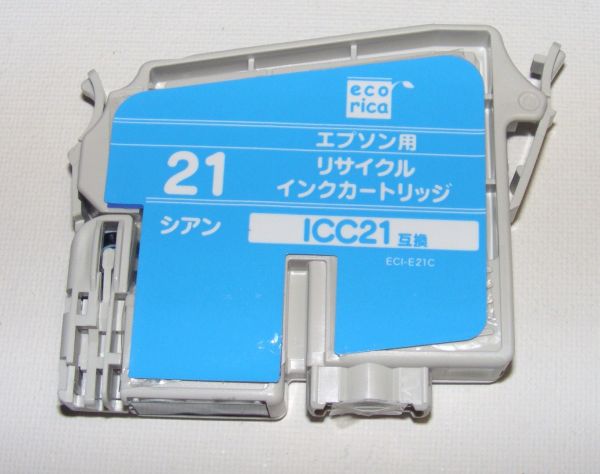 eco
rica
エプソン用
21
リサイクル
インクカートリッジ
シアン
ICC21 互換
ECI-E21C